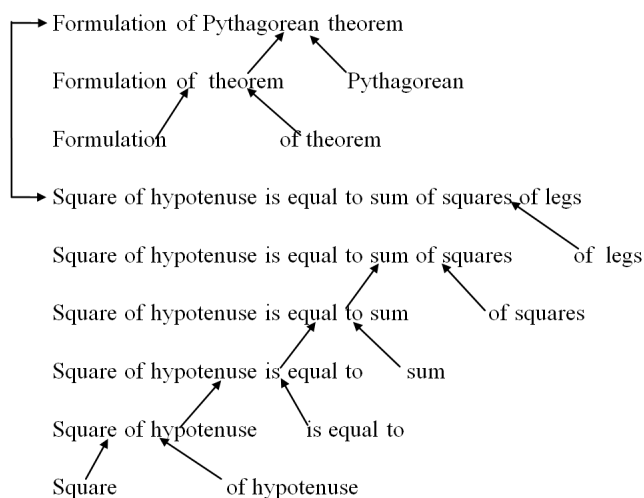 Formulation of Pythagorean theorem
Formulation of theorem Pythagorean
Formulation of theorem
Square of hypotenuse is equal to sum of squares of legs
Square of hypotenuse is equal to sum of squares of legs
Square of hypotenuse is equal to sum of squares
Square of hypotenuse is equal to sum
Square of hypotenuse is equal to
Square of hypotenuse